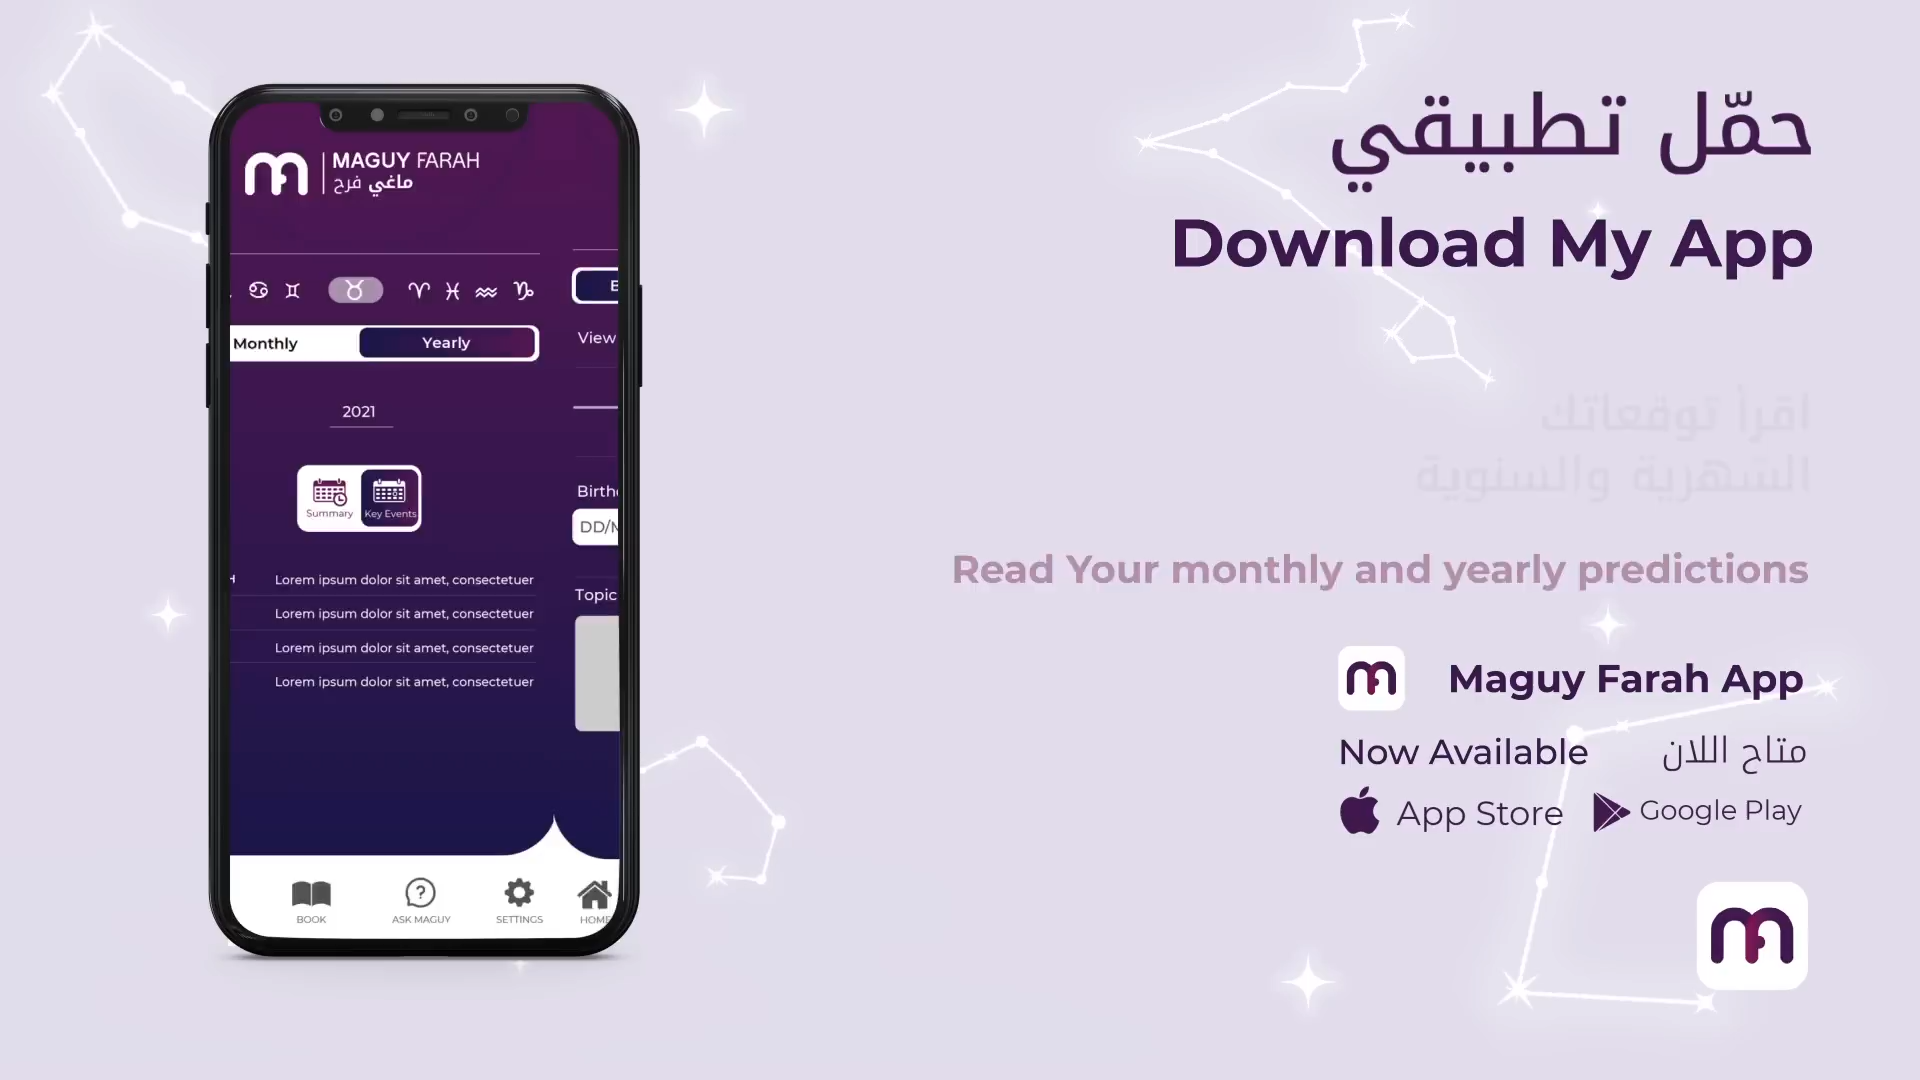 MAGUY FARAH
ماغي فرح
Monthly
Yearly
View
2021
Summary
Key Events
Birth
DD/M
Lorem ipsum dolor sit amet, consectetuer
Lorem ipsum dolor sit amet, consectetuer
Lorem ipsum dolor sit amet, consectetuer
Lorem ipsum dolor sit amet, consectetuer
Topic
BOOK
ASK MAGUY
SETTINGS
HOME
حمّل تطبيقي
Download My App
اقرأ توقعاتك
الشهرية والسنوية
Read Your monthly and yearly predictions
Maguy Farah App
Now Available
متاح اللان
App Store
Google Play